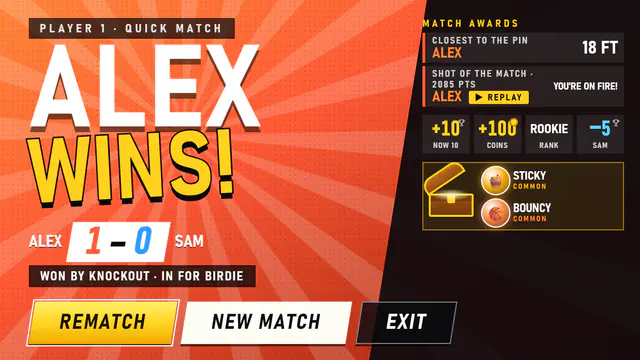 PLAYER 1 · QUICK MATCH
ALEX
WINS!
ALEX 1 – 0 SAM
WON BY KNOCKOUT · IN FOR BIRDIE
REMATCH
NEW MATCH
EXIT
MATCH AWARDS
CLOSEST TO THE PIN
ALEX
18 FT
SHOT OF THE MATCH ·
2085 PTS
ALEX
▶ REPLAY
YOU'RE ON FIRE!
+10
NOW 10
+100
COINS
ROOKIE
RANK
–5
SAM
STICKY
COMMON
BOUNCY
COMMON